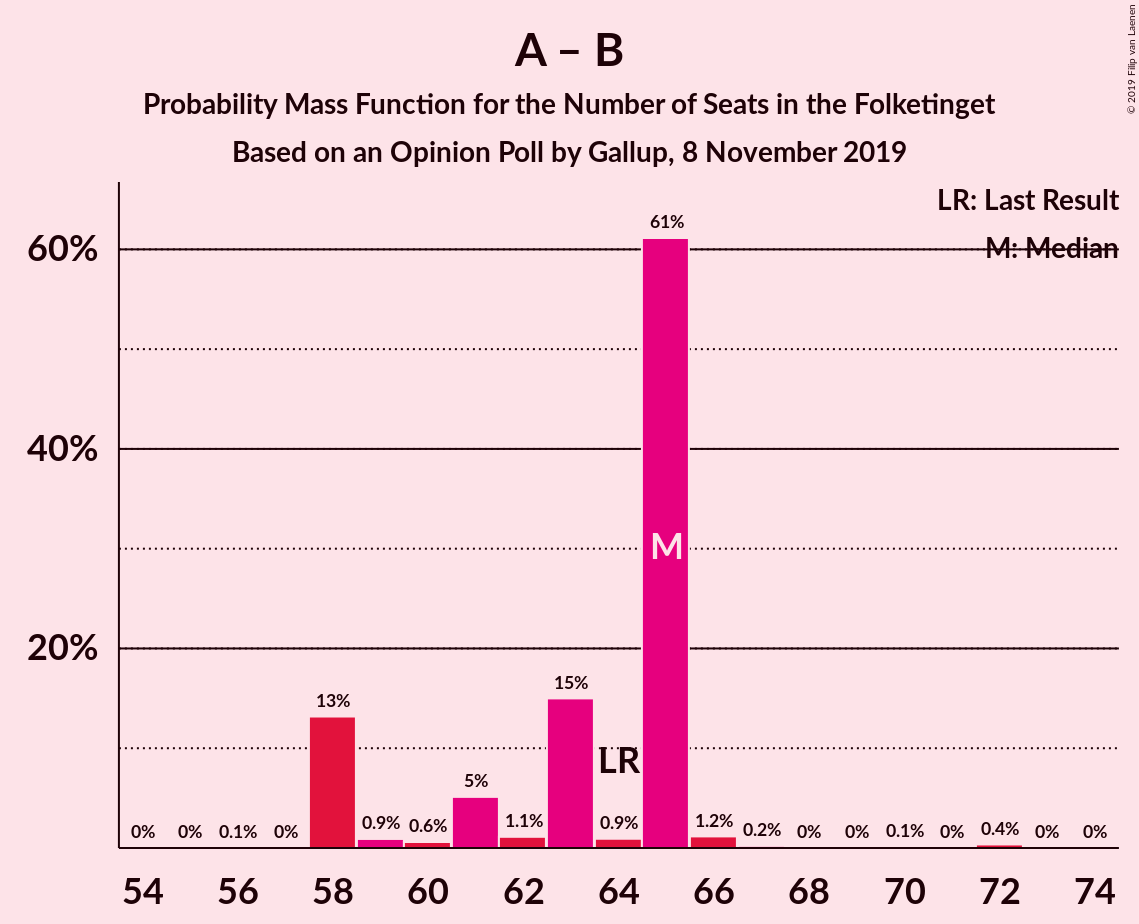 A – B
Probability Mass Function for the Number of Seats in the Folketinget
Based on an Opinion Poll by Gallup, 8 November 2019
© 2019 Filip van Laenen
LR: Last Result
M: Median
60%
40%
20%
0%
0%
0.1%
0%
13%
0.9%
0.6%
5%
1.1%
15%
0.9%
61%
1.2%
0.2%
0%
0%
0.1%
0%
0.4%
0%
0%
LR
M
54 56 58 60 62 64 66 68 70 72 74